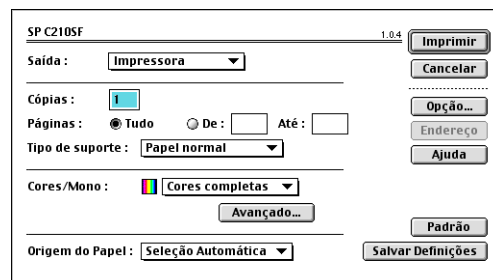 SP C210SF 1.0.4 Imprimir
Saída : Impressora Cancelar
Cópias : 1 Opção...
Páginas : Tudo De : Até : Endereço
Tipo de suporte : Papel normal Ajuda
Cores/Mono : Cores completas
Avançado...
Padrão
Origem do Papel : Seleção Automática Salvar Definições